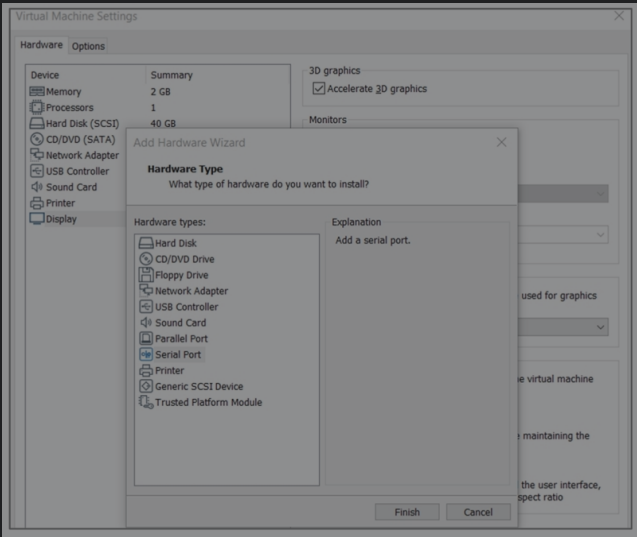 Virtual Machine Settings
Hardware Options
Device Summary
Memory 2 GB
Processors 1
Hard Disk (SCSI) 40 GB
CD/DVD (SATA)
Network Adapter
USB Controller
Sound Card
Printer
Display
3D graphics
Accelerate 3D graphics
Monitors
used for graphics
e virtual machine
maintaining the
the user interface,
spect ratio
Add Hardware Wizard
Hardware Type
What type of hardware do you want to install?
Hardware types:
Hard Disk
CD/DVD Drive
Floppy Drive
Network Adapter
USB Controller
Sound Card
Parallel Port
Serial Port
Printer
Generic SCSI Device
Trusted Platform Module
Explanation
Add a serial port.
Finish Cancel